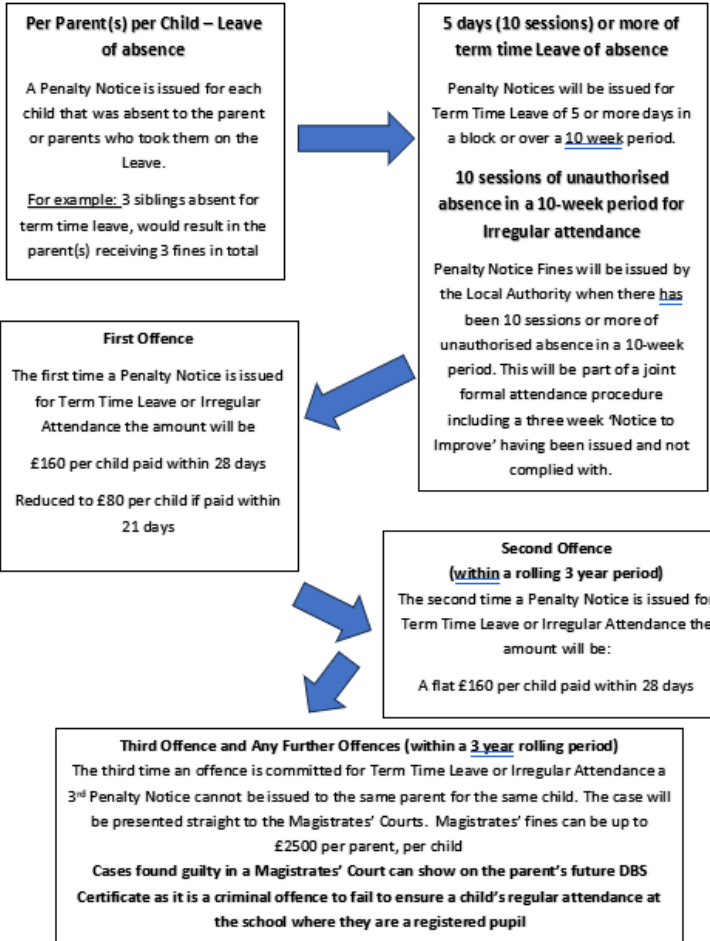 Per Parent(s) per Child – Leave
of absence
A Penalty Notice is issued for each
child that was absent to the parent
or parents who took them on the
Leave.
For example: 3 siblings absent for
term time leave, would result in the
parent(s) receiving 3 fines in total
5 days (10 sessions) or more of
term time Leave of absence
Penalty Notices will be issued for
Term Time Leave of 5 or more days in
a block or over a 10 week period.
10 sessions of unauthorised
absence in a 10-week period for
Irregular attendance
Penalty Notice Fines will be issued by
the Local Authority when there has
been 10 sessions or more of
unauthorised absence in a 10-week
period. This will be part of a joint
formal attendance procedure
including a three week ‘Notice to
Improve’ having been issued and not
complied with.
First Offence
The first time a Penalty Notice is issued
for Term Time Leave or Irregular
Attendance the amount will be
£160 per child paid within 28 days
Reduced to £80 per child if paid within
21 days
Second Offence
(within a rolling 3 year period)
The second time a Penalty Notice is issued for
Term Time Leave or Irregular Attendance the
amount will be:
A flat £160 per child paid within 28 days
Third Offence and Any Further Offences (within a 3 year rolling period)
The third time an offence is committed for Term Time Leave or Irregular Attendance a
3rd Penalty Notice cannot be issued to the same parent for the same child. The case will
be presented straight to the Magistrates’ Courts. Magistrates’ fines can be up to
£2500 per parent, per child
Cases found guilty in a Magistrates’ Court can show on the parent’s future DBS
Certificate as it is a criminal offence to fail to ensure a child’s regular attendance at
the school where they are a registered pupil